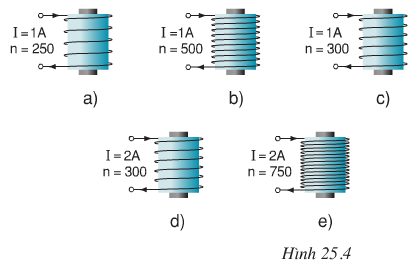 I = 1A
n = 250
a)
I = 1A
n = 500
b)
I = 1A
n = 300
c)
I = 2A
n = 300
d)
I = 2A
n = 750
e)
Hình 25.4